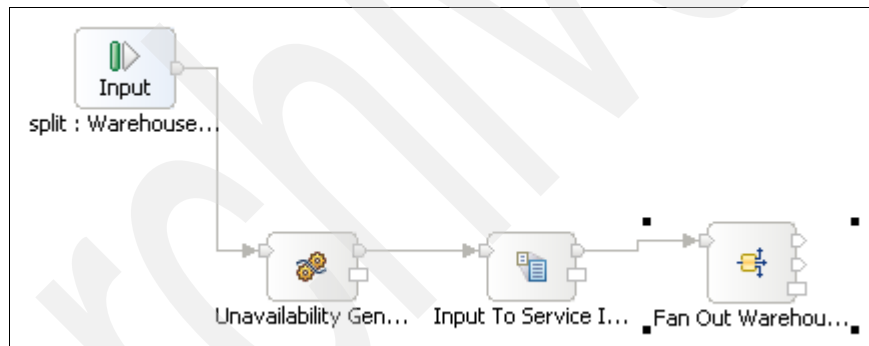 Input
split : Warehouse...
Unavailability Gen...
Input To Service I...
Fan Out Warehou...